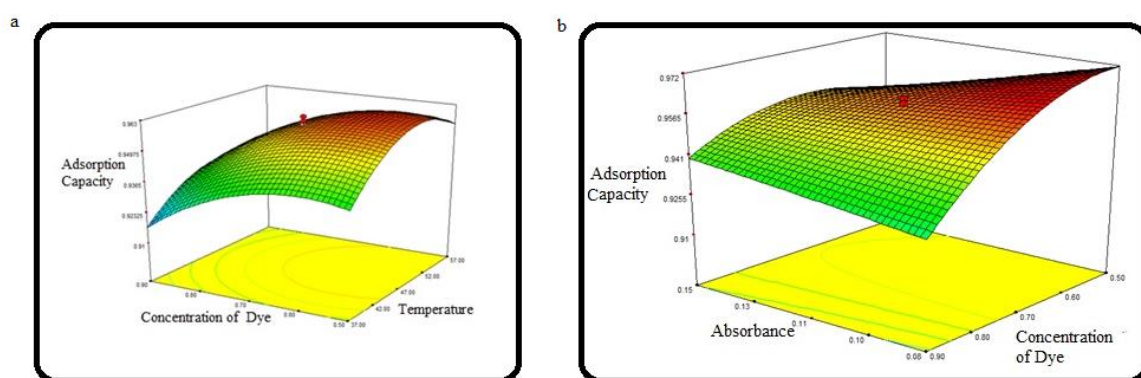 a
0.963
0.94975
0.9365
0.92325
0.91
Adsorption
Capacity
0.90
0.80
0.70
0.60
0.50
Concentration of Dye
37.00
42.00
47.00
52.00
57.00
Temperature
b
0.972
0.9565
0.941
0.9255
0.91
Adsorption
Capacity
0.15
0.13
0.11
0.10
0.08
Absorbance
0.90
0.80
0.70
0.60
0.50
Concentration
of Dye